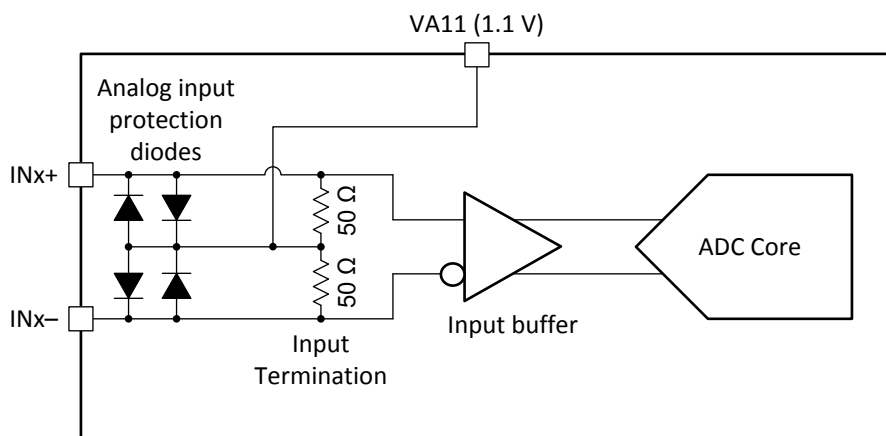 VA11 (1.1 V)
Analog input
protection
diodes
INx+
50 Ω
50 Ω
ADC Core
INx–
Input
Termination
Input buffer